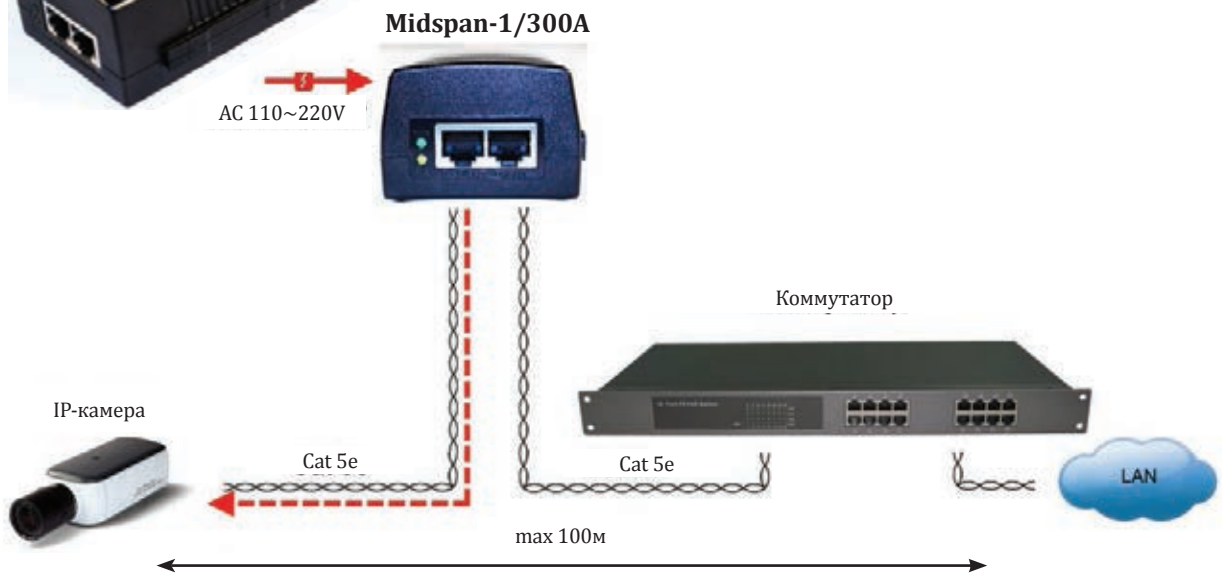 Midspan-1/300A
AC 110~220V
Коммутатор
IP-камера
Cat 5e
Cat 5e
LAN
max 100м